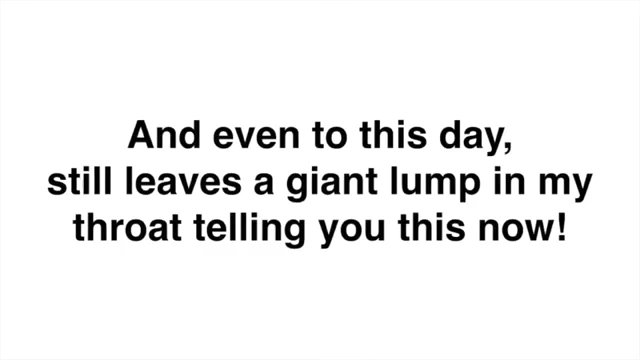 And even to this day,
still leaves a giant lump in my
throat telling you this now!